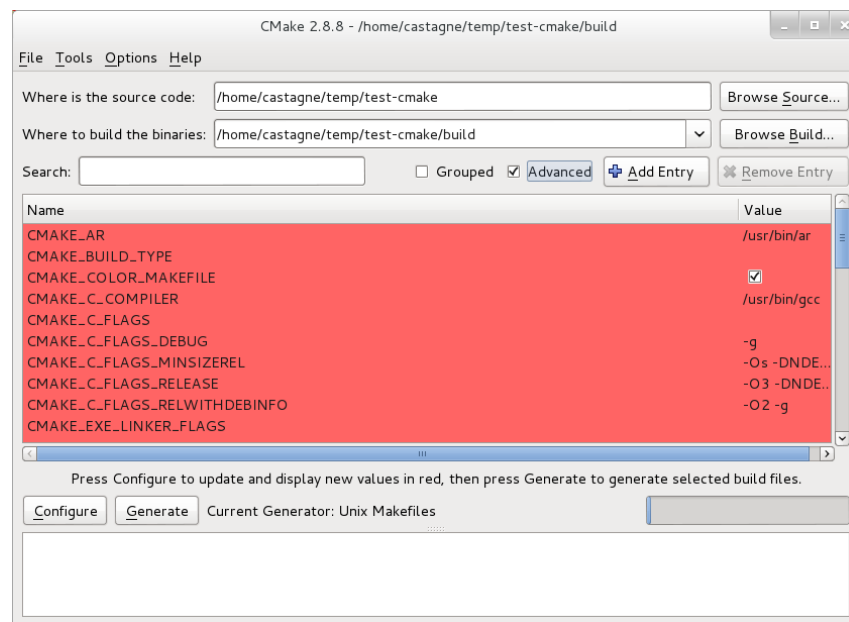 CMake 2.8.8 - /home/castagne/temp/test-cmake/build
File Tools Options Help
Where is the source code: /home/castagne/temp/test-cmake Browse Source...
Where to build the binaries: /home/castagne/temp/test-cmake/build Browse Build...
Search: Grouped Advanced Add Entry Remove Entry
Name Value
CMAKE_AR /usr/bin/ar
CMAKE_BUILD_TYPE
CMAKE_COLOR_MAKEFILE
CMAKE_C_COMPILER /usr/bin/gcc
CMAKE_C_FLAGS
CMAKE_C_FLAGS_DEBUG -g
CMAKE_C_FLAGS_MINSIZEREL -Os -DNDE...
CMAKE_C_FLAGS_RELEASE -O3 -DNDE...
CMAKE_C_FLAGS_RELWITHDEBINFO -O2 -g
CMAKE_EXE_LINKER_FLAGS
Press Configure to update and display new values in red, then press Generate to generate selected build files.
Configure Generate Current Generator: Unix Makefiles